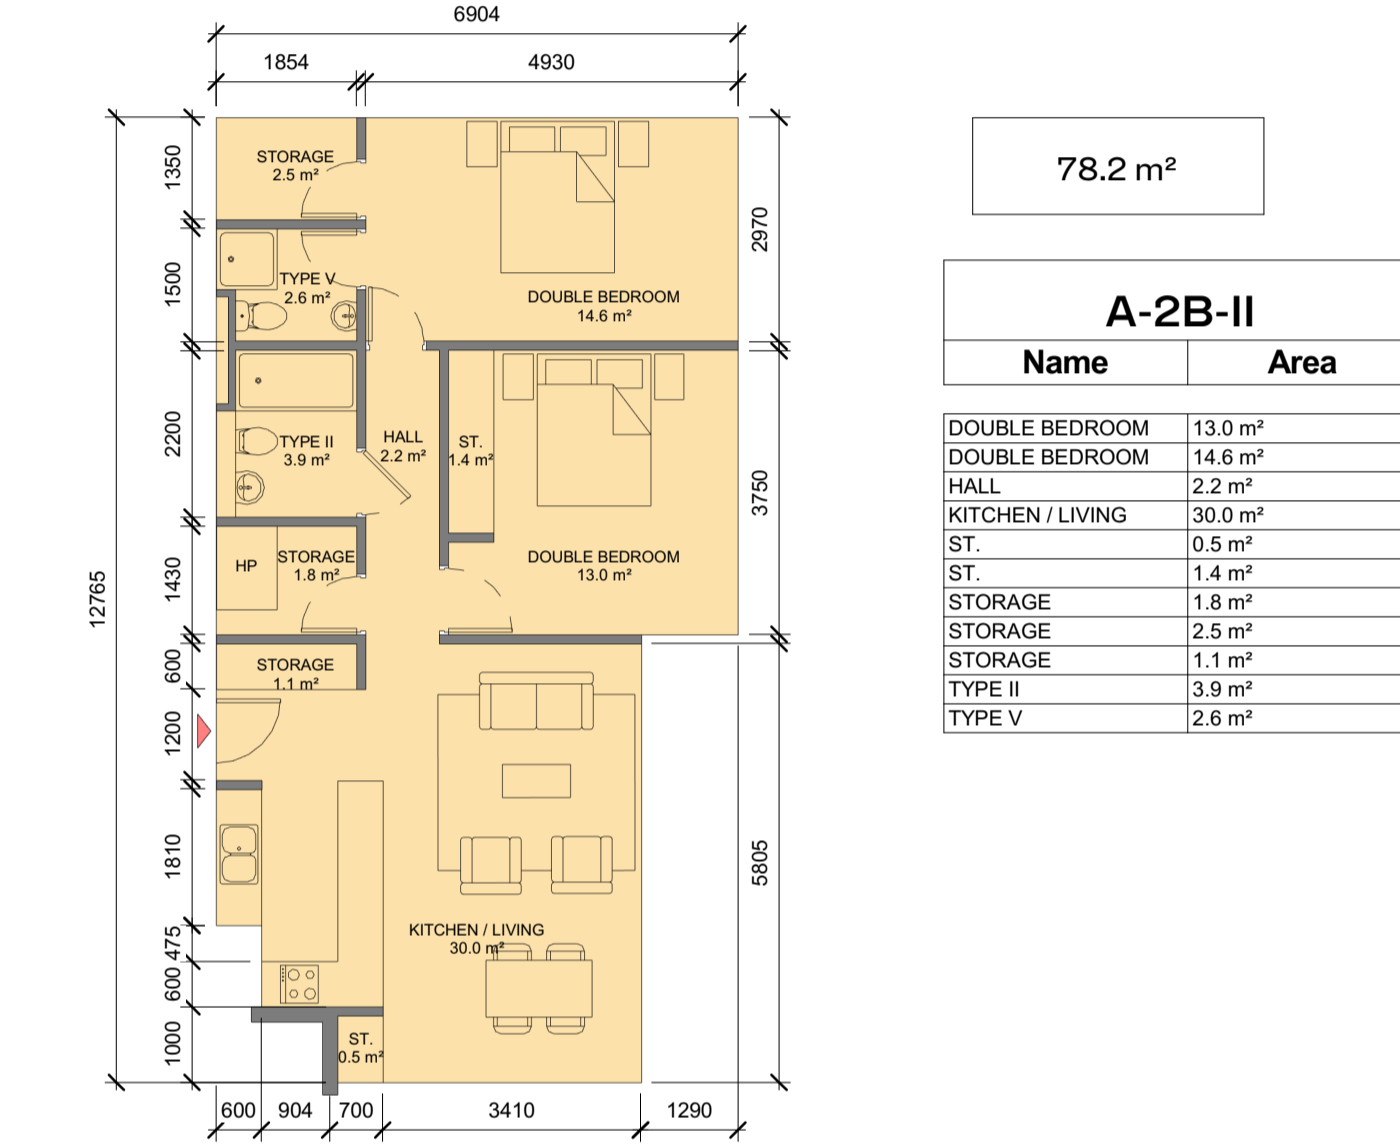 6904
1854 4930
1350
1500
2200
1430
600
1200
1810
475
600
1000
12765
2970
3750
5805
600 904 700 3410 1290
STORAGE
2.5 m²
TYPE V
2.6 m²
DOUBLE BEDROOM
14.6 m²
TYPE II
3.9 m²
HALL
2.2 m²
ST.
1.4 m²
HP
STORAGE
1.8 m²
DOUBLE BEDROOM
13.0 m²
STORAGE
1.1 m²
KITCHEN / LIVING
30.0 m²
ST.
0.5 m²
78.2 m²
A-2B-II
Name Area
DOUBLE BEDROOM 13.0 m²
DOUBLE BEDROOM 14.6 m²
HALL 2.2 m²
KITCHEN / LIVING 30.0 m²
ST. 0.5 m²
ST. 1.4 m²
STORAGE 1.8 m²
STORAGE 2.5 m²
STORAGE 1.1 m²
TYPE II 3.9 m²
TYPE V 2.6 m²